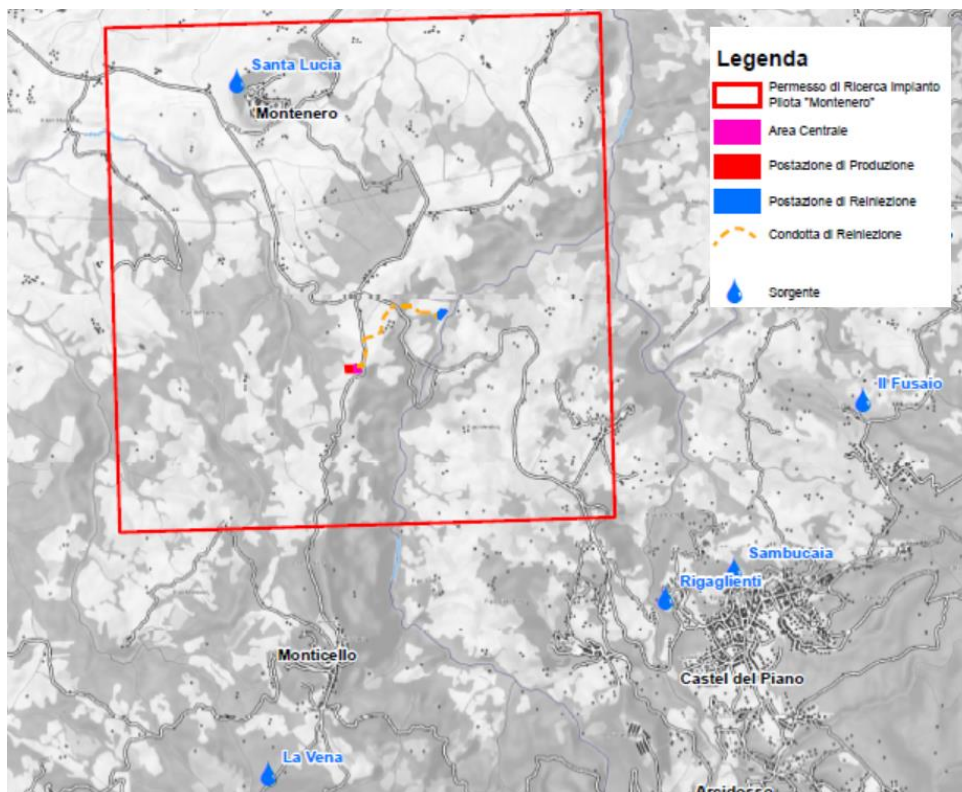 Santa Lucia
Montenero
Legenda
Permesso di Ricerca Impianto
Pilota "Montenero"
Area Centrale
Postazione di Produzione
Postazione di Reiniezione
Condotta di Reiniezione
Sorgente
Il Fusaio
Sambucaia
Rigaglienti
Monticello
Castel del Piano
La Vena